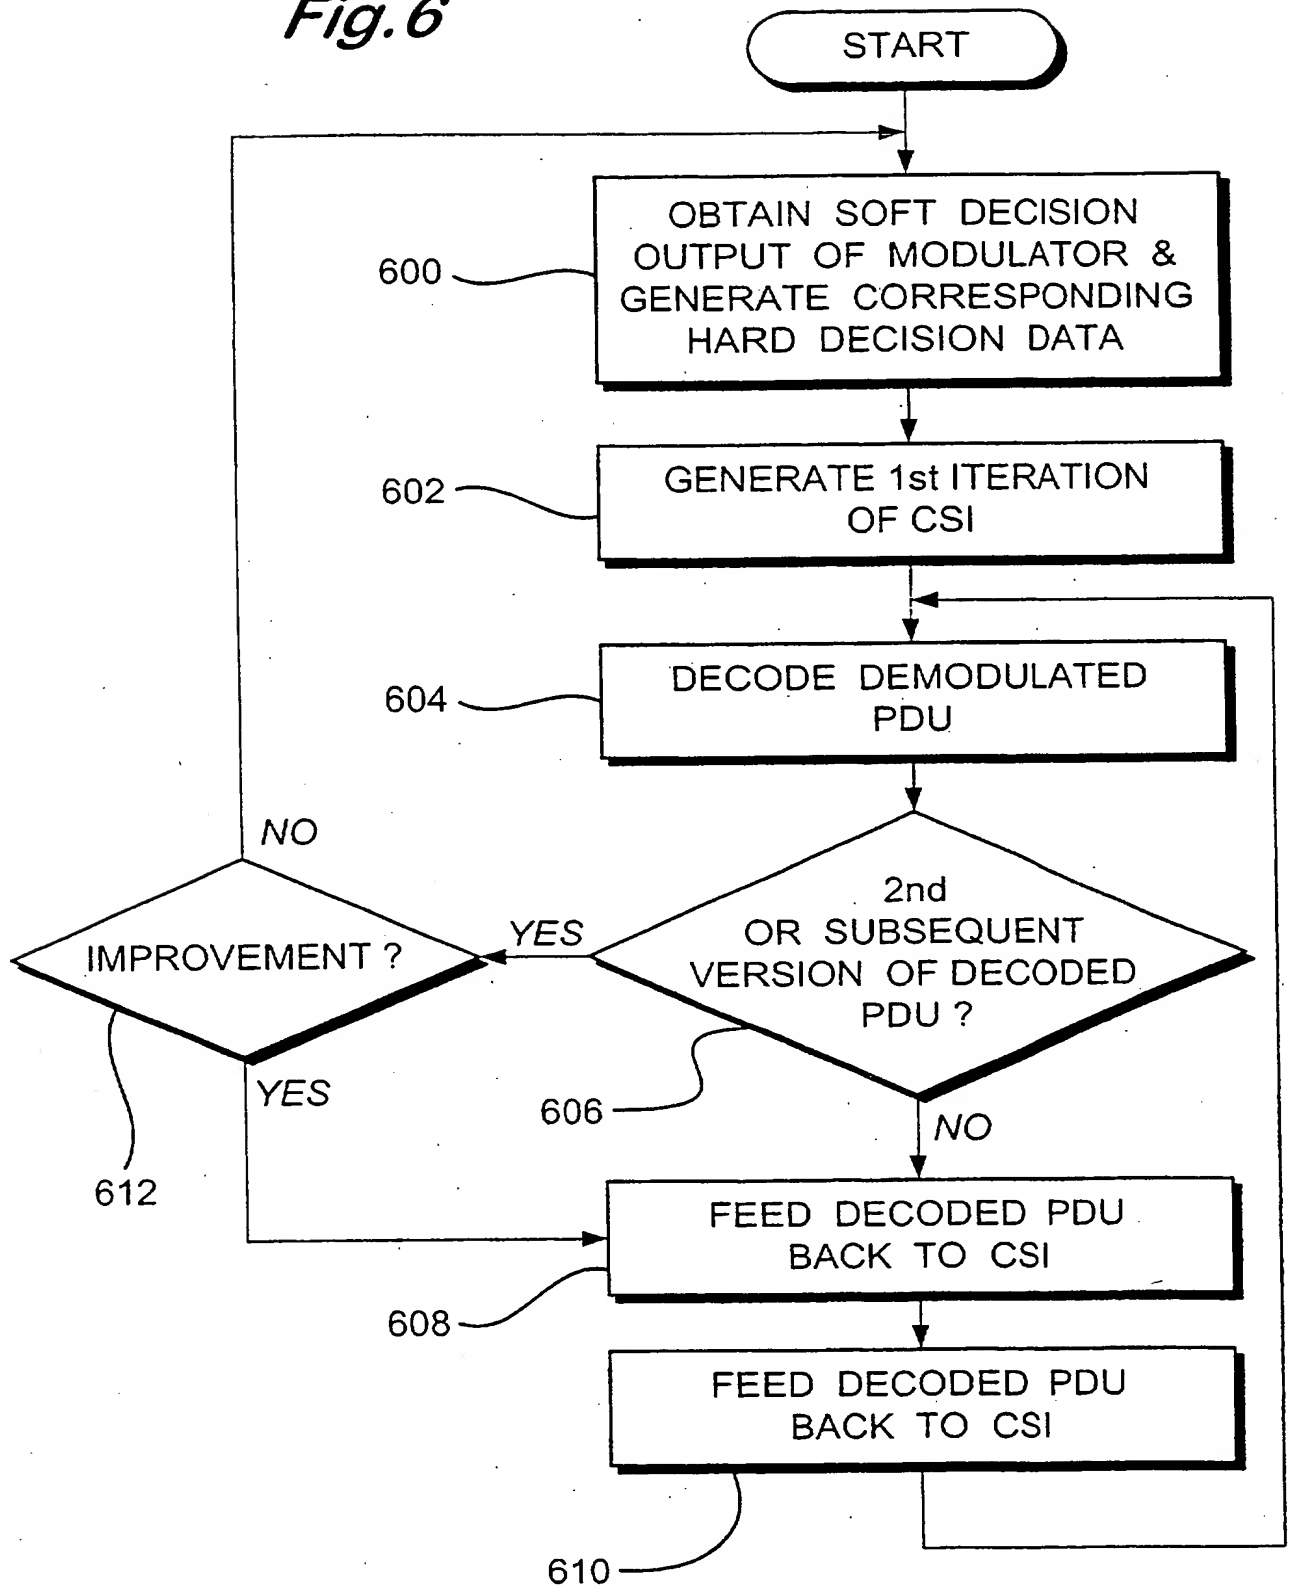 Fig.6
START
OBTAIN SOFT DECISION
OUTPUT OF MODULATOR &
GENERATE CORRESPONDING
HARD DECISION DATA
600
GENERATE 1st ITERATION
OF CSI
602
DECODE DEMODULATED
PDU
604
NO
2nd
OR SUBSEQUENT
VERSION OF DECODED
PDU ?
YES
IMPROVEMENT ?
YES
606
NO
612
FEED DECODED PDU
BACK TO CSI
608
FEED DECODED PDU
BACK TO CSI
610